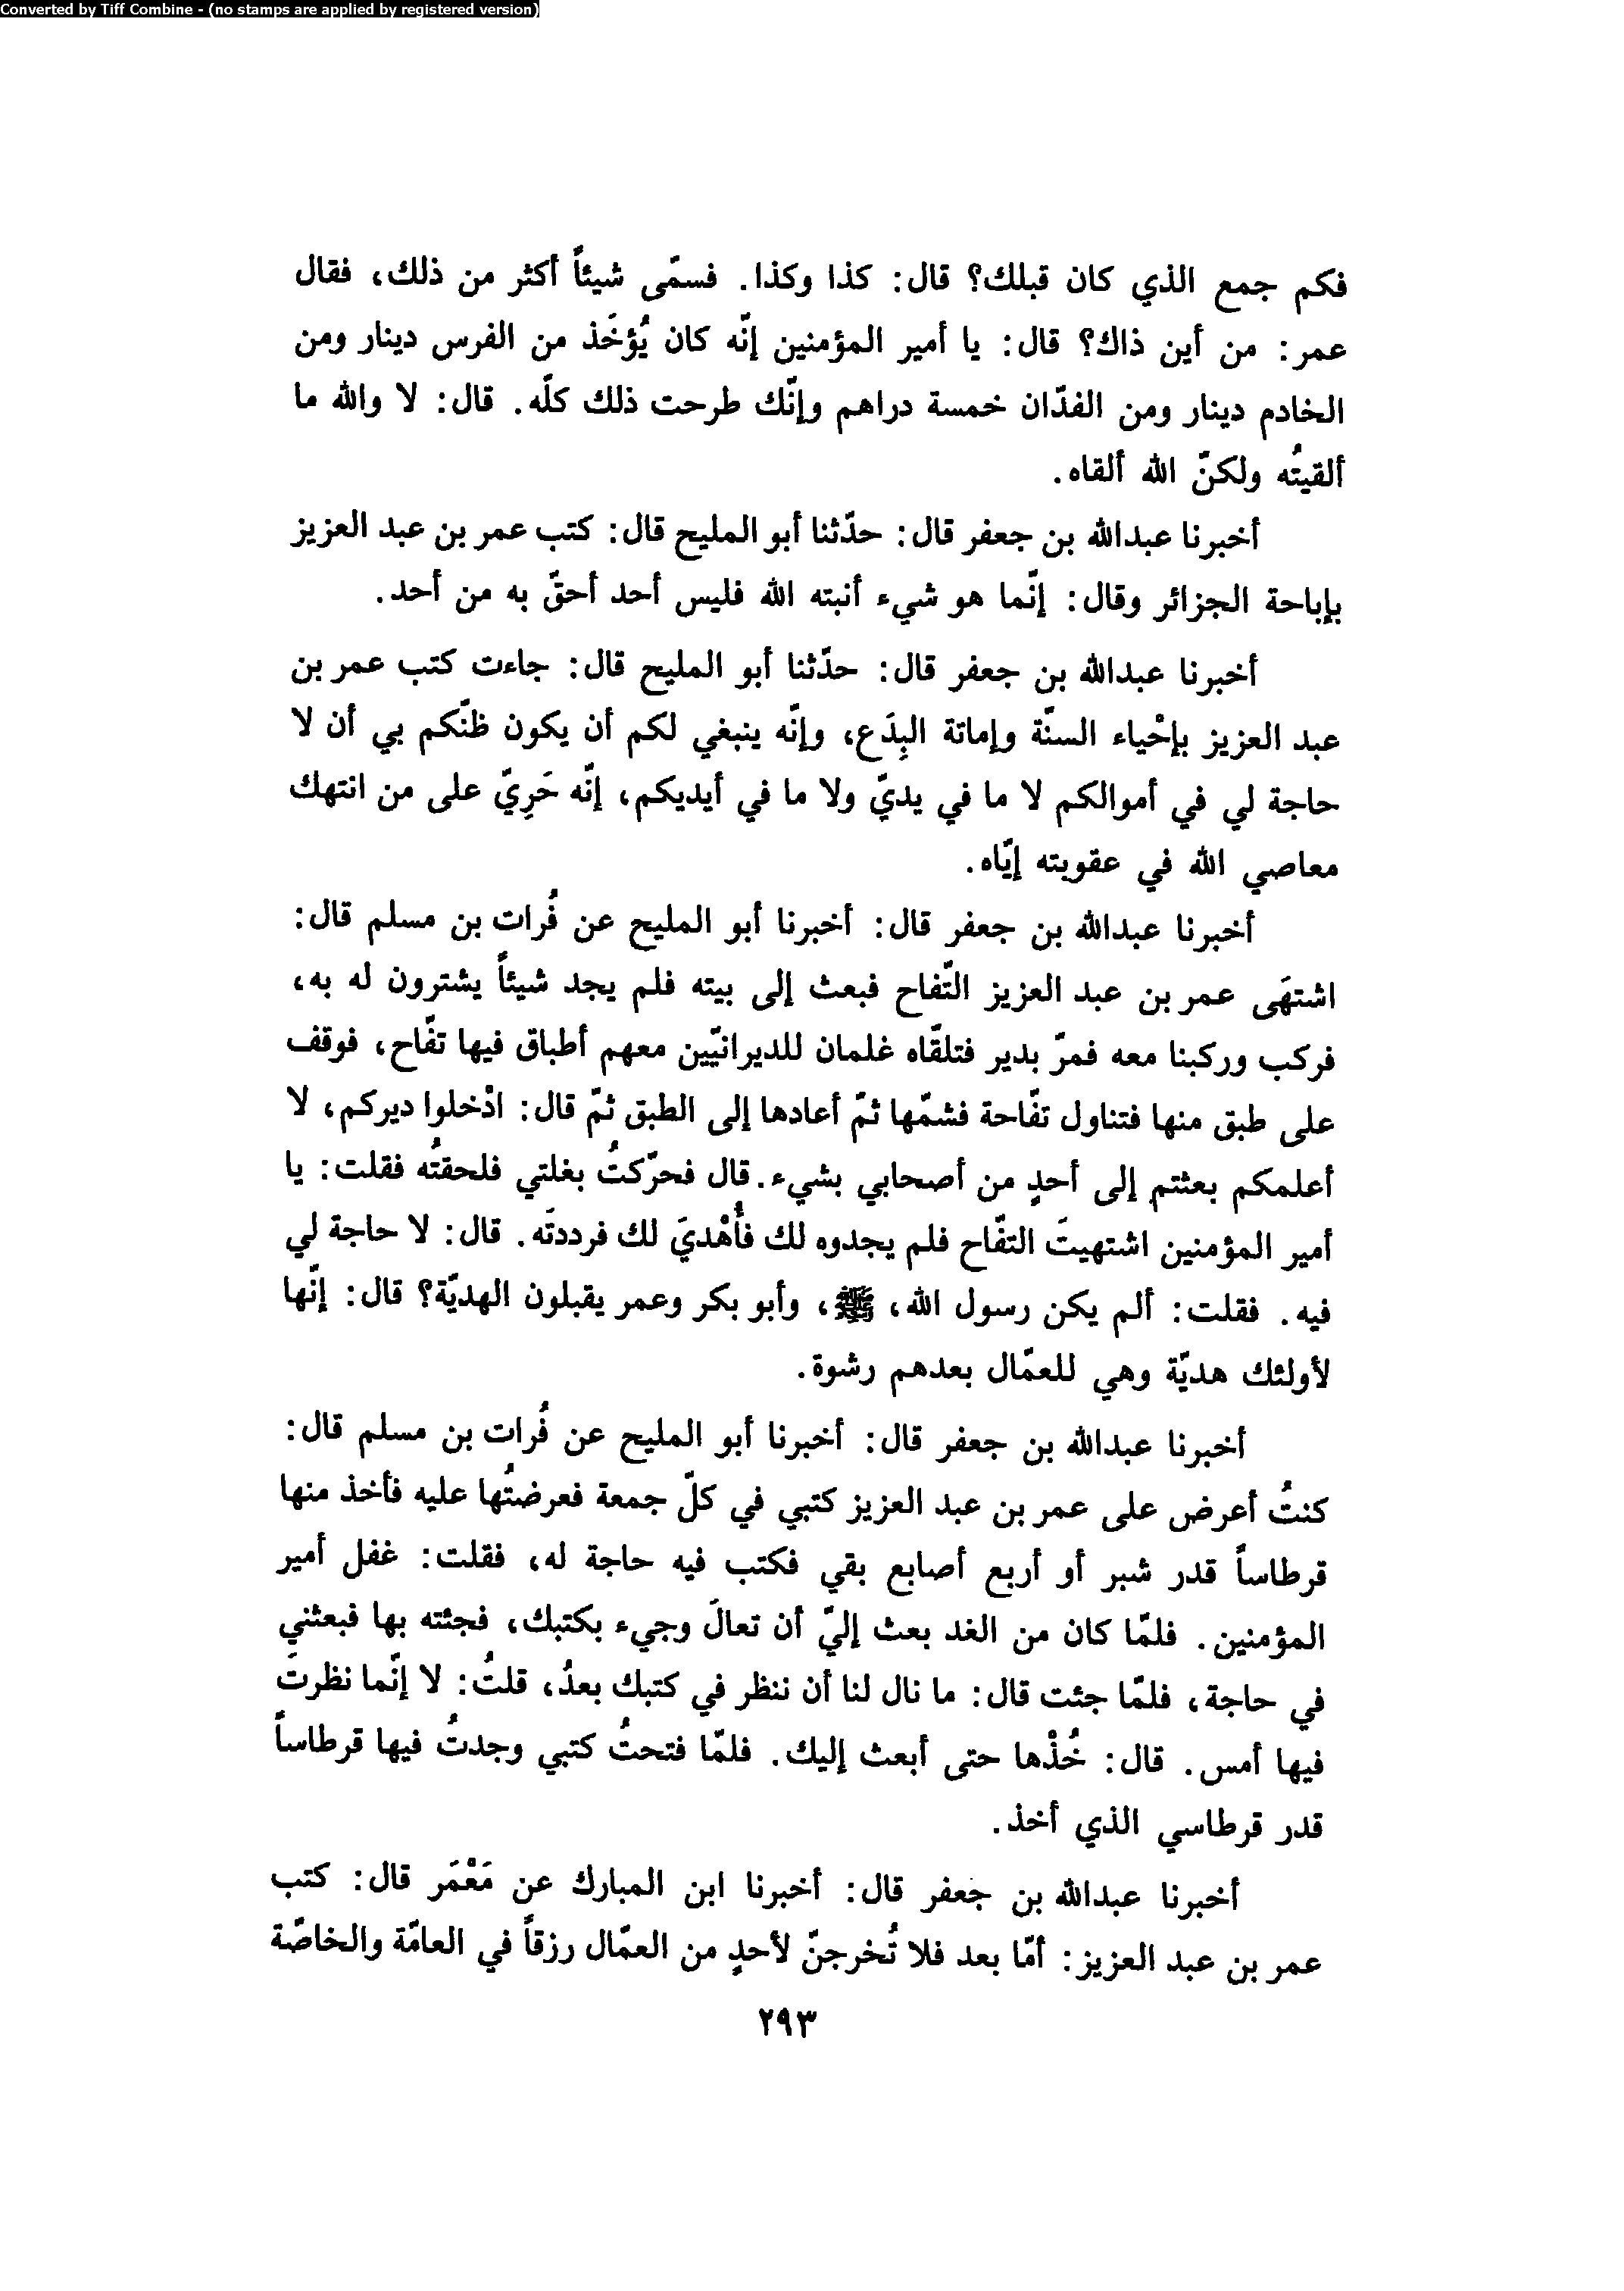 Converted by Tiff Combine - (no stamps are applied by registered version)
فكم جمع الذي كان قبلك؟ قال: كذا وكذا. فسمّى شيئاً أكثر من ذلك، فقال
عمر: من أين ذاك؟ قال: يا أمير المؤمنين إنّه كان يُؤخَذ من الفرس دينار ومن
الخادم دينار ومن الفدّان خمسة دراهم وإنّك طرحت ذلك كلّه. قال: لا والله ما
ألقيتُه ولكنّ الله ألقاه.
أخبرنا عبدالله بن جعفر قال: حدّثنا أبو المليح قال: كتب عمر بن عبد العزيز
بإباحة الجزائر وقال: إنّما هو شيء أنبته الله فليس أحد أحقّ به من أحد.
أخبرنا عبدالله بن جعفر قال: حدّثنا أبو المليح قال: جاءت كتب عمر بن
عبد العزيز بإحْياء السنّة وإماتة البِدَع، وإنّه ينبغي لكم أن يكون ظنّكم بي أن لا
حاجة لي في أموالكم لا ما في يديّ ولا ما في أيديكم، إنّه حَرِيّ على من انتهك
معاصي الله في عقوبته إيّاه.
أخبرنا عبدالله بن جعفر قال: أخبرنا أبو المليح عن فُرات بن مسلم قال:
اشتهَى عمر بن عبد العزيز التّفاح فبعث إلى بيته فلم يجد شيئاً يشترون له به،
فركب وركبنا معه فمرّ بدير فتلقّاه غلمان للديرانيّين معهم أطباق فيها تفّاح، فوقف
على طبق منها فتناول تفّاحة فشمّها ثمّ أعادها إلى الطبق ثمّ قال: ادْخلوا ديركم، لا
أعلمكم بعثتم إلى أحدٍ من أصحابي بشيء. قال فحرّكتُ بغلتي فلحقتُه فقلت: يا
أمير المؤمنين اشتهيتَ التفّاح فلم يجدوه لك فأُهْديَ لك فرددتَه. قال: لا حاجة لي
فيه. فقلت: ألم يكن رسول الله، ﷺ، وأبو بكر وعمر يقبلون الهديّة؟ قال: إنّها
لأولئك هديّة وهي للعمّال بعدهم رشوة.
أخبرنا عبدالله بن جعفر قال: أخبرنا أبو المليح عن فُرات بن مسلم قال:
كنتُ أعرض على عمر بن عبد العزيز كتبي في كلّ جمعة فعرضتُها عليه فأخذ منها
قرطاساً قدر شبر أو أربع أصابع بقي فكتب فيه حاجة له، فقلت: غفل أمير
المؤمنين. فلمّا كان من الغد بعث إليّ أن تعالَ وجيء بكتبك، فجئته بها فبعثني
في حاجة، فلمّا جئت قال: ما نال لنا أن ننظر في كتبك بعدُ، قلتُ: لا إنّما نظرتَ
فيها أمس. قال: خُذْها حتى أبعث إليك. فلمّا فتحتُ كتبي وجدتُ فيها قرطاساً
قدر قرطاسي الذي أخذ.
أخبرنا عبدالله بن جعفر قال: أخبرنا ابن المبارك عن مَعْمَر قال: كتب
عمر بن عبد العزيز: أمّا بعد فلا تُخرجنّ لأحدٍ من العمّال رزقاً في العامّة والخاصّة
٢٩٣